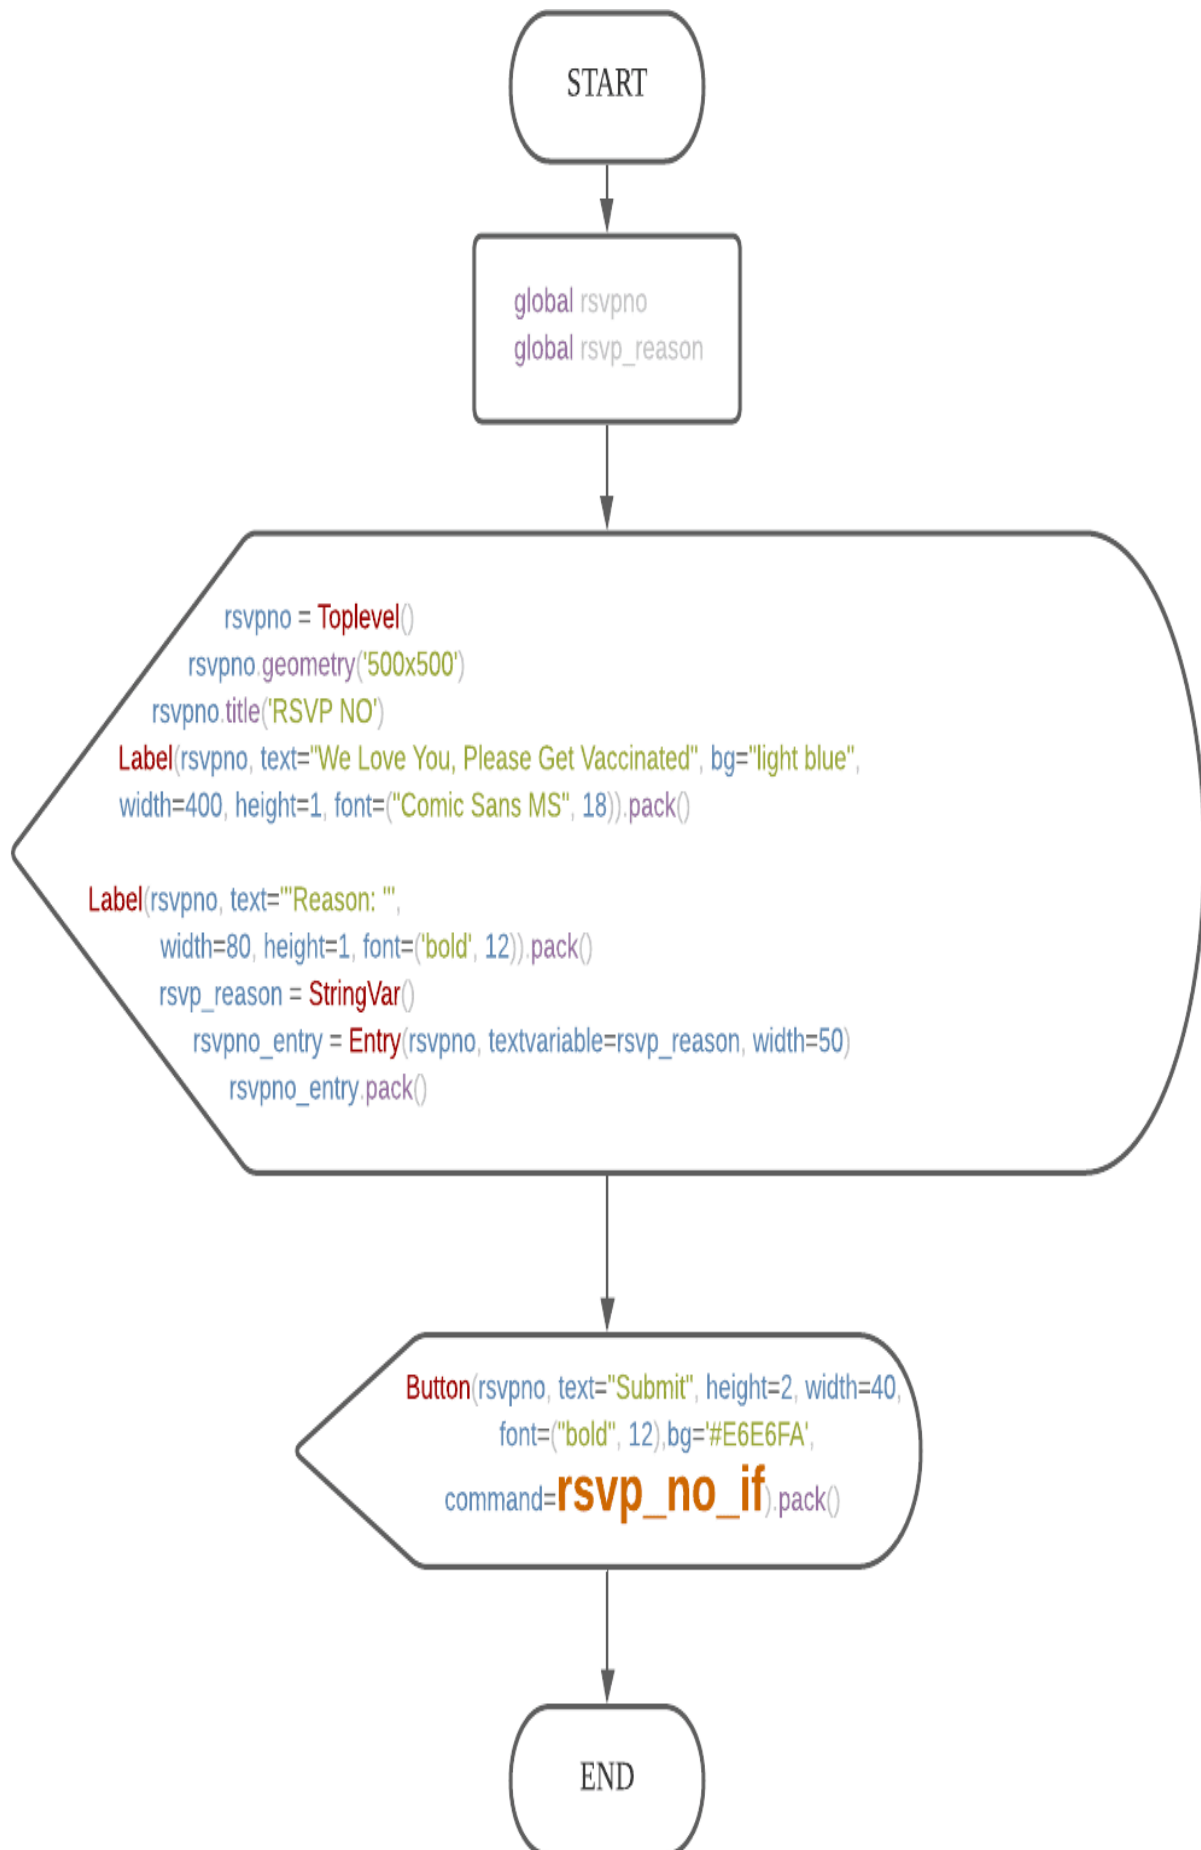 START
global rsvpno
global rsvp_reason
rsvpno = Toplevel()
rsvpno.geometry('500x500')
rsvpno.title('RSVP NO')
Label(rsvpno, text="We Love You, Please Get Vaccinated", bg="light blue",
width=400, height=1, font=("Comic Sans MS", 18)).pack()
Label(rsvpno, text='"Reason: "',
width=80, height=1, font=('bold', 12)).pack()
rsvp_reason = StringVar()
rsvpno_entry = Entry(rsvpno, textvariable=rsvp_reason, width=50)
rsvpno_entry.pack()
Button(rsvpno, text="Submit", height=2, width=40,
font=("bold", 12),bg='#E6E6FA',
command=rsvp_no_if).pack()
END